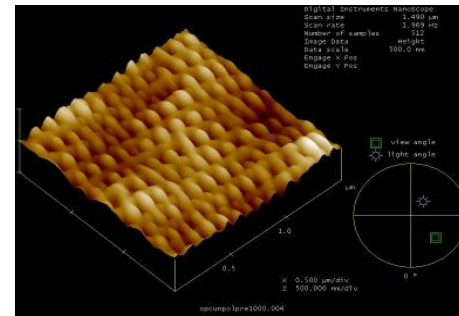 Digital Instruments NanoScope
Scan size 1.490 µm
Scan rate 1.969 Hz
Number of samples 512
Image Data Height
Data scale 500.0 nm
Engage X Pos
Engage Y Pos
view angle
light angle
µm
1.0
0.5
X 0.500 µm/div
Z 500.000 nm/div
0 °
opcunpolpre1000.004